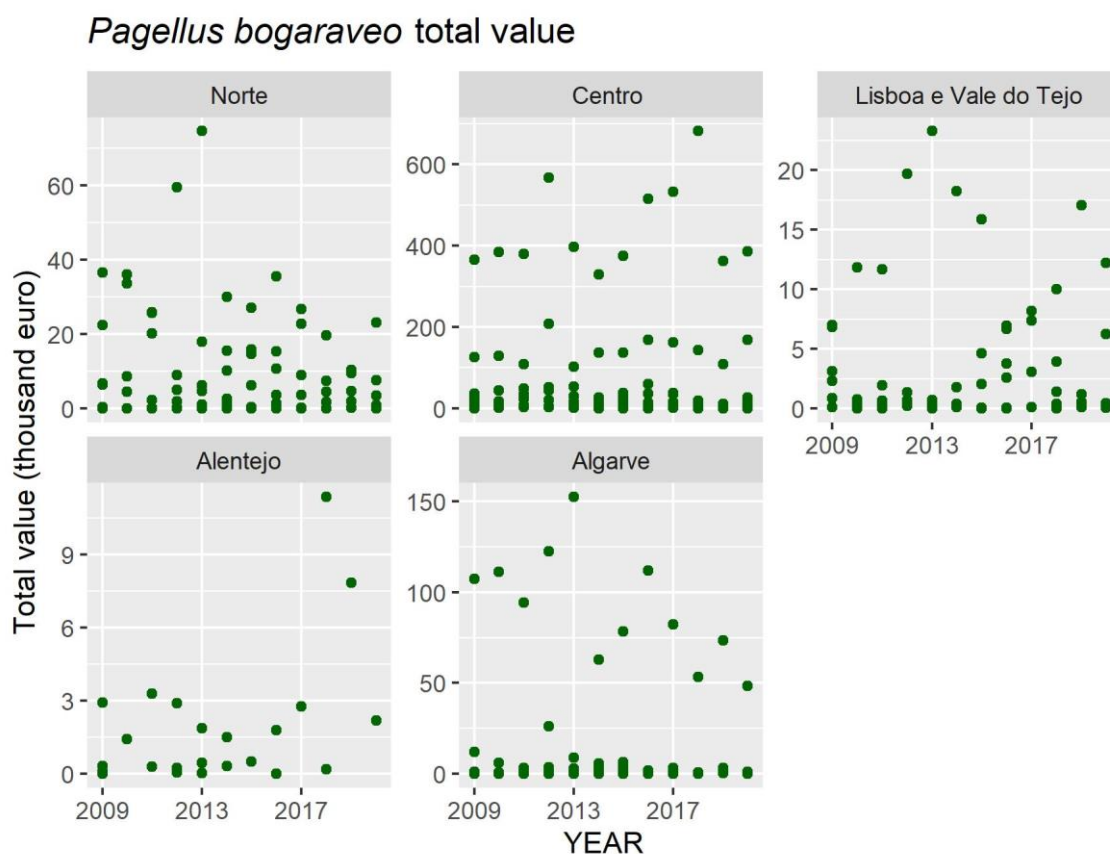 Pagellus bogaraveo total value
Norte
Centro
Lisboa e Vale do Tejo
60
40
20
0
600
400
200
0
20
15
10
5
0
2009 2013 2017
Alentejo
Algarve
9
6
3
0
150
100
50
0
2009 2013 2017
2009 2013 2017
Total value (thousand euro)
YEAR